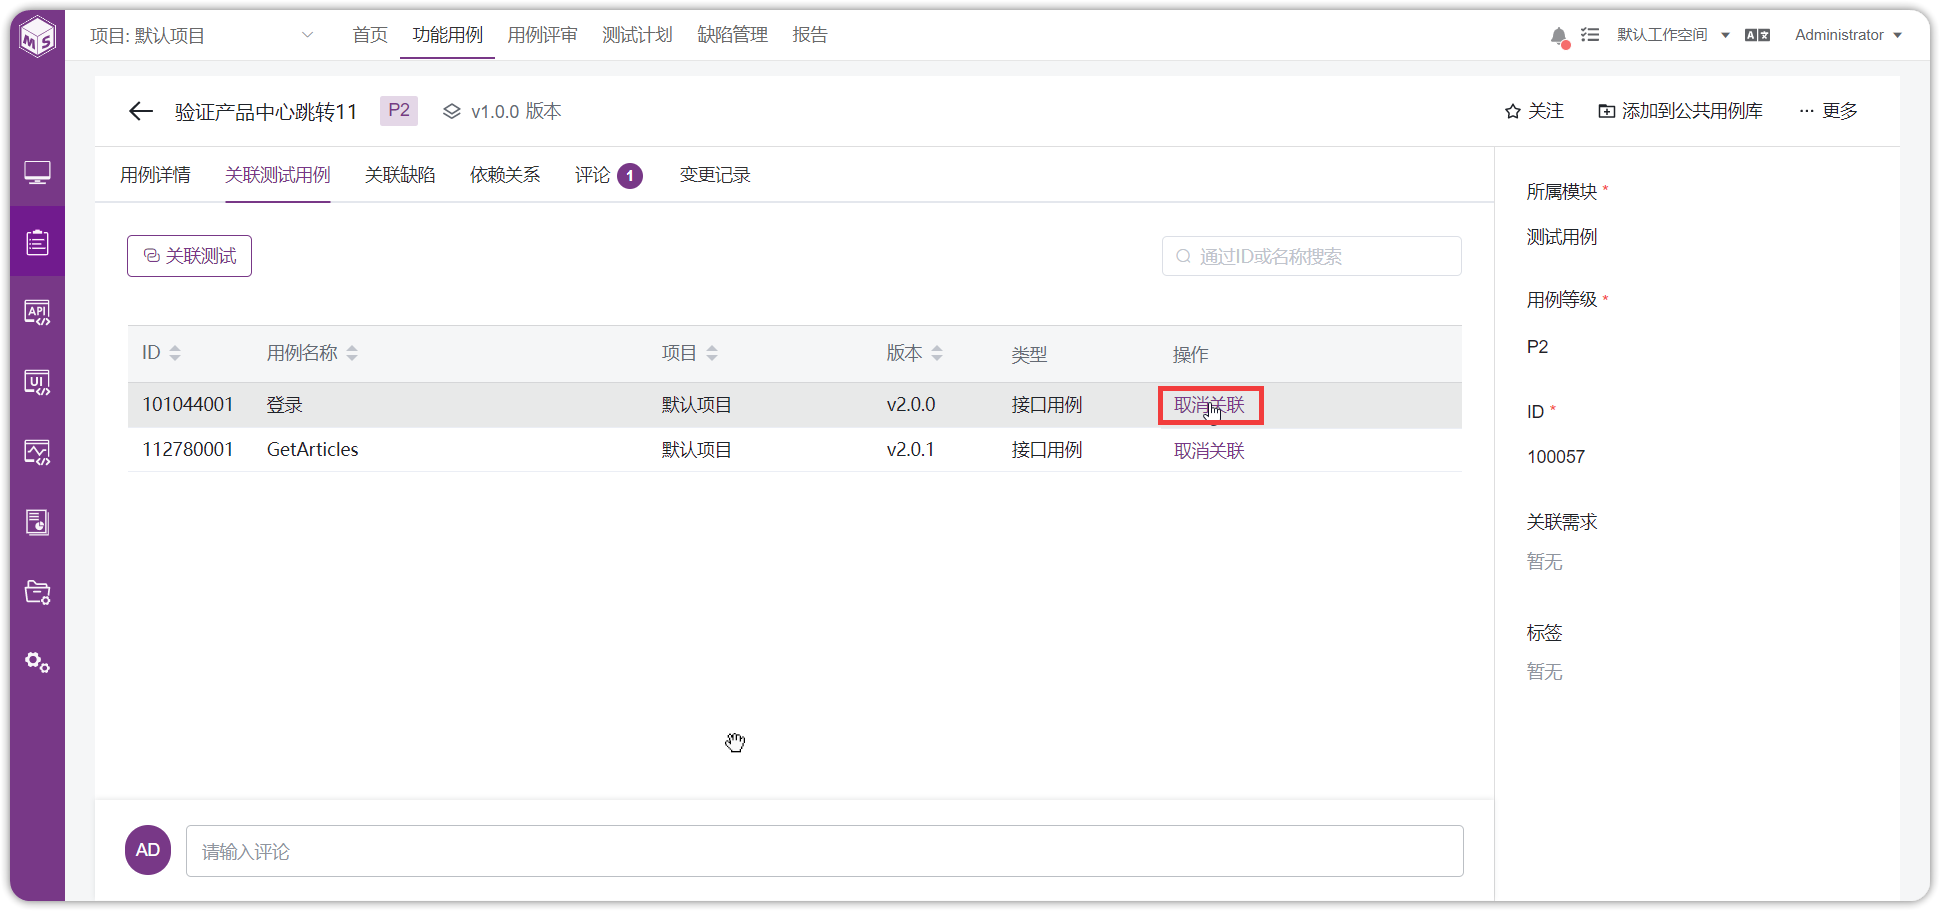 项目: 默认项目
首页
功能用例
用例评审
测试计划
缺陷管理
报告
默认工作空间
Administrator
MS
验证产品中心跳转11
P2
v1.0.0 版本
关注
添加到公共用例库
更多
用例详情
关联测试用例
关联缺陷
依赖关系
评论 1
变更记录
关联测试
通过ID或名称搜索
ID 用例名称 项目 版本 类型 操作
101044001 登录 默认项目 v2.0.0 接口用例 取消关联
112780001 GetArticles 默认项目 v2.0.1 接口用例 取消关联
所属模块 *
测试用例
用例等级 *
P2
ID *
100057
关联需求
暂无
标签
暂无
API
UI
AD
请输入评论